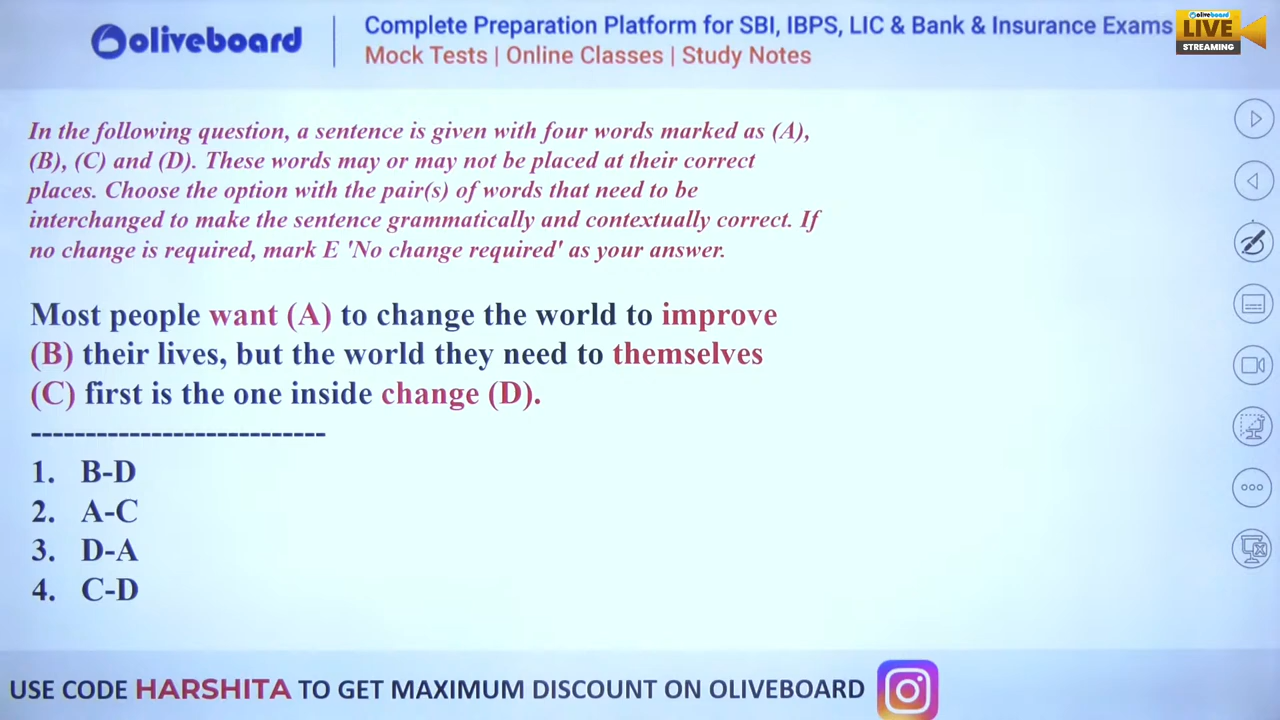 oliveboard
Complete Preparation Platform for SBI, IBPS, LIC & Bank & Insurance Exams
Mock Tests | Online Classes | Study Notes
oliveboard
LIVE
STREAMING
In the following question, a sentence is given with four words marked as (A),
(B), (C) and (D). These words may or may not be placed at their correct
places. Choose the option with the pair(s) of words that need to be
interchanged to make the sentence grammatically and contextually correct. If
no change is required, mark E 'No change required' as your answer.
Most people want (A) to change the world to improve
(B) their lives, but the world they need to themselves
(C) first is the one inside change (D).
---------------------------
1. B-D
2. A-C
3. D-A
4. C-D
USE CODE HARSHITA TO GET MAXIMUM DISCOUNT ON OLIVEBOARD